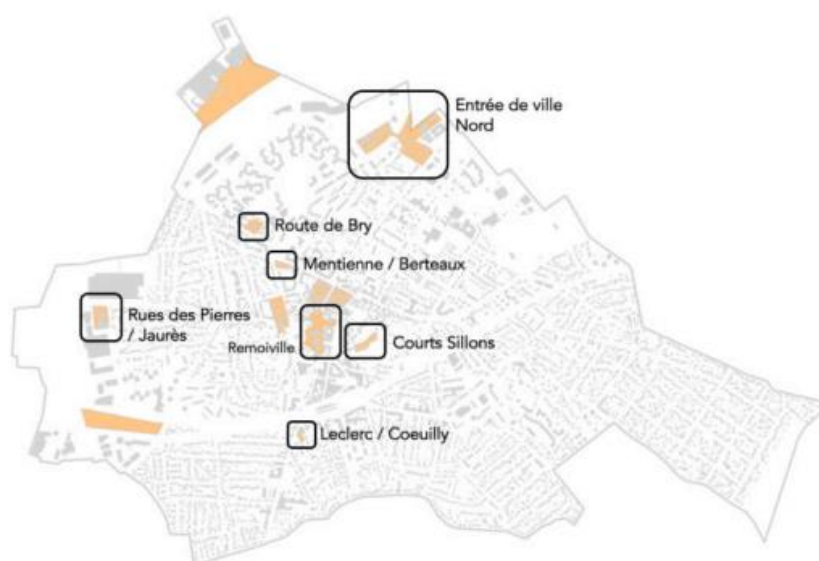 Entrée de ville
Nord
Route de Bry
Mentienne / Berteaux
Rues des Pierres
/ Jaurès
Remoiville
Courts Sillons
Leclerc / Coeuilly